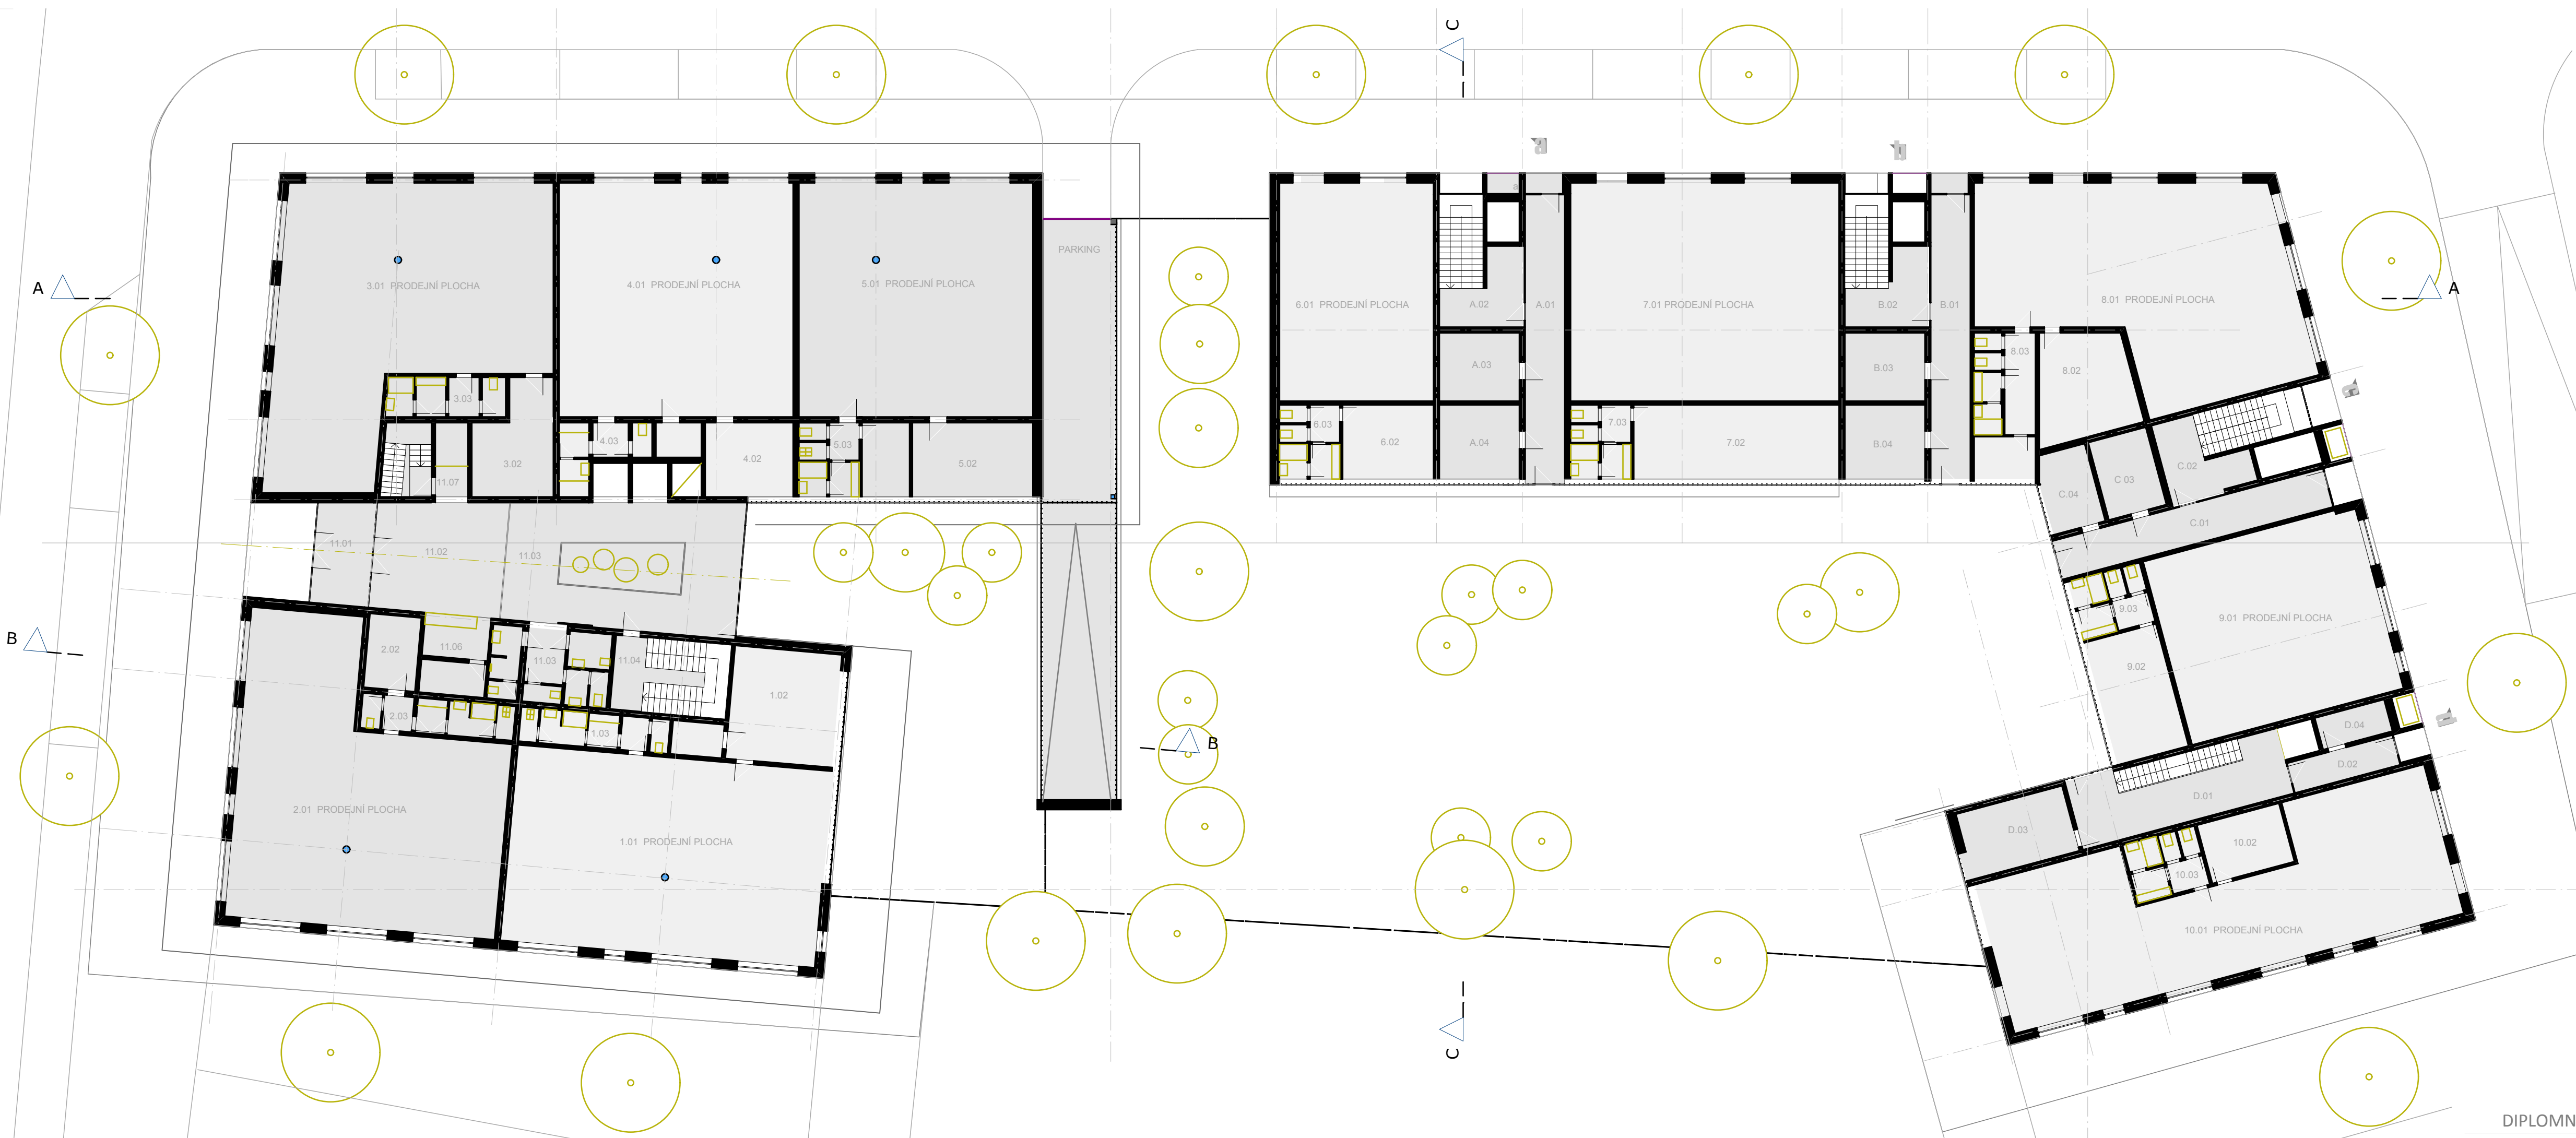 C
PARKING
3.01 PRODEJNÍ PLOCHA
4.01 PRODEJNÍ PLOCHA
5.01 PRODEJNÍ PLOHCA
A
A
6.01 PRODEJNÍ PLOCHA
A.02
A.01
7.01 PRODEJNÍ PLOCHA
B.02
B.01
8.01 PRODEJNÍ PLOCHA
A.03
B.03
8.03
8.02
3.03
4.03
5.03
6.03
6.02
A.04
7.03
7.02
B.04
3.02
4.02
5.02
11.07
C.02
C 03
C.04
C.01
11.01
11.02
11.03
9.03
9.01 PRODEJNÍ PLOCHA
B
2.02
11.06
11.03
11.04
1.02
9.02
2.03
1.03
B
D.04
D.02
D.01
2.01 PRODEJNÍ PLOCHA
1.01 PRODEJNÍ PLOCHA
D.03
10.02
10.03
10.01 PRODEJNÍ PLOCHA
C
DIPLOMN